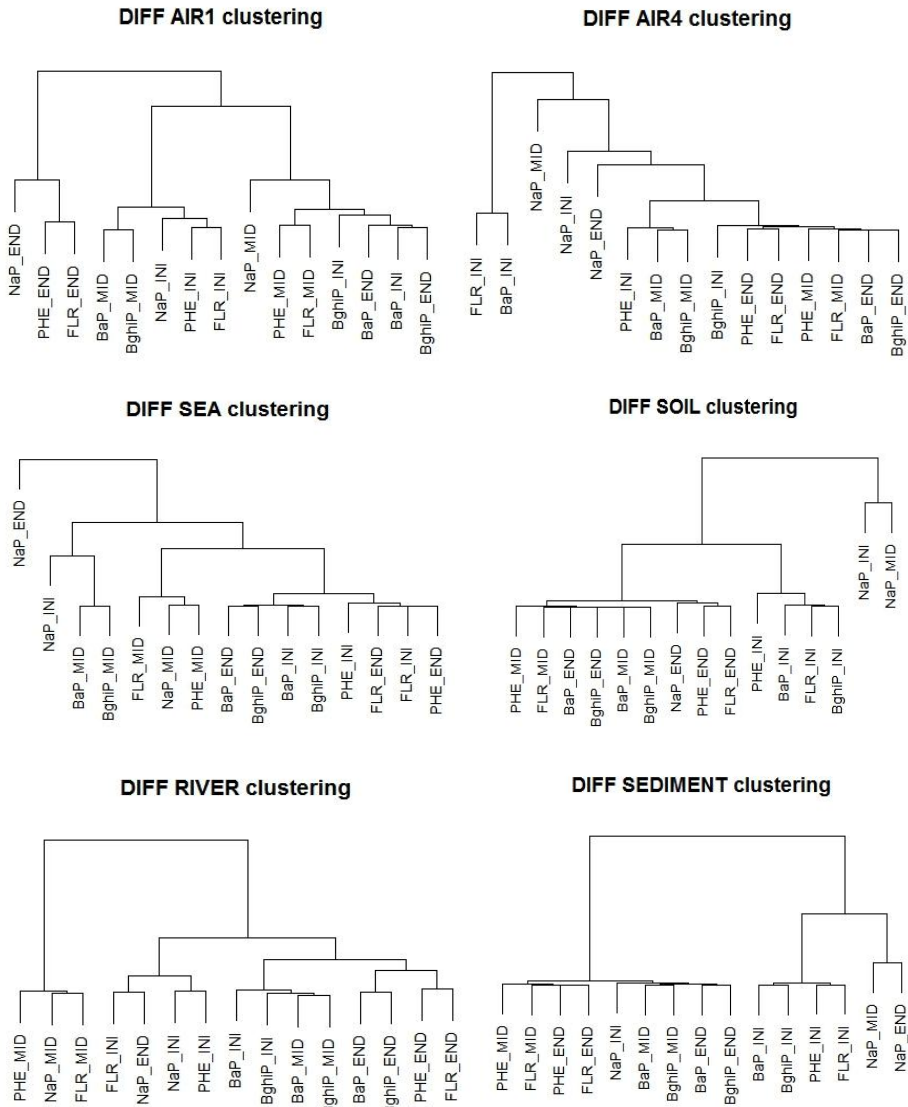 DIFF AIR1 clustering
NaP_END
PHE_END
FLR_END
BaP_MID
BghiP_MID
NaP_INI
PHE_INI
FLR_INI
NaP_MID
PHE_MID
FLR_MID
BghiP_INI
BaP_END
BaP_INI
BghiP_END
DIFF AIR4 clustering
FLR_INI
BaP_INI
NaP_MID
NaP_INI
NaP_END
PHE_INI
BaP_MID
BghiP_MID
BghiP_INI
PHE_END
FLR_END
PHE_MID
FLR_MID
BaP_END
BghiP_END
DIFF SEA clustering
NaP_END
NaP_INI
BaP_MID
BghiP_MID
FLR_MID
NaP_MID
PHE_MID
BaP_END
BghiP_END
BaP_INI
BghiP_INI
PHE_INI
FLR_END
FLR_INI
PHE_END
DIFF SOIL clustering
PHE_MID
FLR_MID
BaP_END
BghiP_END
BaP_MID
BghiP_MID
NaP_END
PHE_END
FLR_END
PHE_INI
BaP_INI
FLR_INI
BghiP_INI
NaP_INI
NaP_MID
DIFF RIVER clustering
PHE_MID
NaP_MID
FLR_MID
FLR_INI
NaP_END
NaP_INI
PHE_INI
BaP_INI
BghiP_INI
BaP_MID
BghiP_MID
BaP_END
BghiP_END
PHE_END
FLR_END
DIFF SEDIMENT clustering
PHE_MID
FLR_MID
PHE_END
FLR_END
NaP_INI
BaP_MID
BghiP_MID
BaP_END
BghiP_END
BaP_INI
BghiP_INI
PHE_INI
FLR_INI
NaP_MID
NaP_END